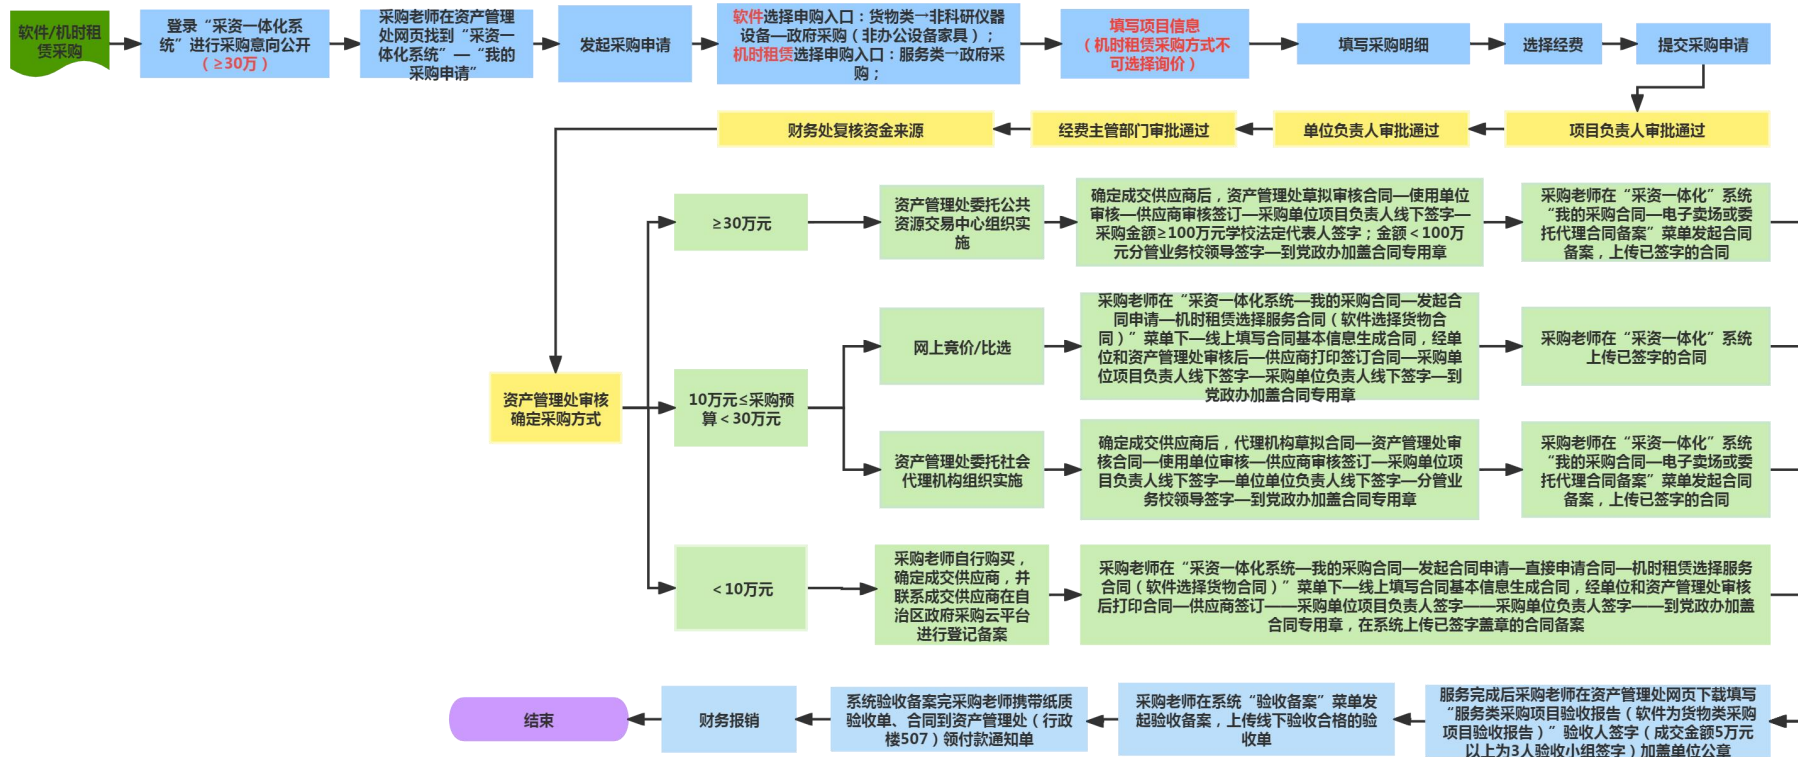 软件/机时租
赁采购
登录“采资一体化系
统”进行采购意向公开
（≥30万）
采购老师在资产管理
处网页找到“采资一
体化系统”—“我的
采购申请”
发起采购申请
软件选择申购入口：货物类→非科研仪器
设备—政府采购（非办公设备家具）；
机时租赁选择申购入口：服务类→政府采
购；
填写项目信息
（机时租赁采购方式不
可选择询价）
填写采购明细
选择经费
提交采购申请
财务处复核资金来源
经费主管部门审批通过
单位负责人审批通过
项目负责人审批通过
资产管理处审核
确定采购方式
≥30万元
资产管理处委托公共
资源交易中心组织实
施
确定成交供应商后，资产管理处草拟审核合同—使用单位
审核—供应商审核签订—采购单位项目负责人线下签字—
采购金额≥100万元学校法定代表人签字；金额＜100万
元分管业务校领导签字—到党政办加盖合同专用章
采购老师在“采资一体化”系统
“我的采购合同—电子卖场或委
托代理合同备案”菜单发起合同
备案，上传已签字的合同
10万元≤采购预
算＜30万元
网上竞价/比选
采购老师在“采资一体化系统—我的采购合同—发起合
同申请—机时租赁选择服务合同（软件选择货物合
同）”菜单下—线上填写合同基本信息生成合同，经单
位和资产管理处审核后—供应商打印签订合同—采购单
位项目负责人线下签字—采购单位负责人线下签字—到
党政办加盖合同专用章
采购老师在“采资一体化”系统
上传已签字的合同
资产管理处委托社会
代理机构组织实施
确定成交供应商后，代理机构草拟合同—资产管理处审
核合同—使用单位审核—供应商审核签订—采购单位项
目负责人线下签字—单位单位负责人线下签字—分管业
务校领导签字—到党政办加盖合同专用章
采购老师在“采资一体化”系统
“我的采购合同—电子卖场或委
托代理合同备案”菜单发起合同
备案，上传已签字的合同
＜10万元
采购老师自行购买，
确定成交供应商，并
联系成交供应商在自
治区政府采购云平台
进行登记备案
采购老师在“采资一体化系统—我的采购合同—发起合同申请—直接申请合同—机时租赁选择服务
合同（软件选择货物合同）”菜单下—线上填写合同基本信息生成合同，经单位和资产管理处审核
后打印合同—供应商签订——采购单位项目负责人签字——采购单位负责人签字——到党政办加盖
合同专用章，在系统上传已签字盖章的合同备案
结束
财务报销
系统验收备案完采购老师携带纸质
验收单、合同到资产管理处（行政
楼507）领付款通知单
采购老师在系统“验收备案”菜单发
起验收备案，上传线下验收合格的验
收单
服务完成后采购老师在资产管理处网页下载填写
“服务类采购项目验收报告（软件为货物类采购
项目验收报告）”验收人签字（成交金额5万元
以上为3人验收小组签字）加盖单位公章